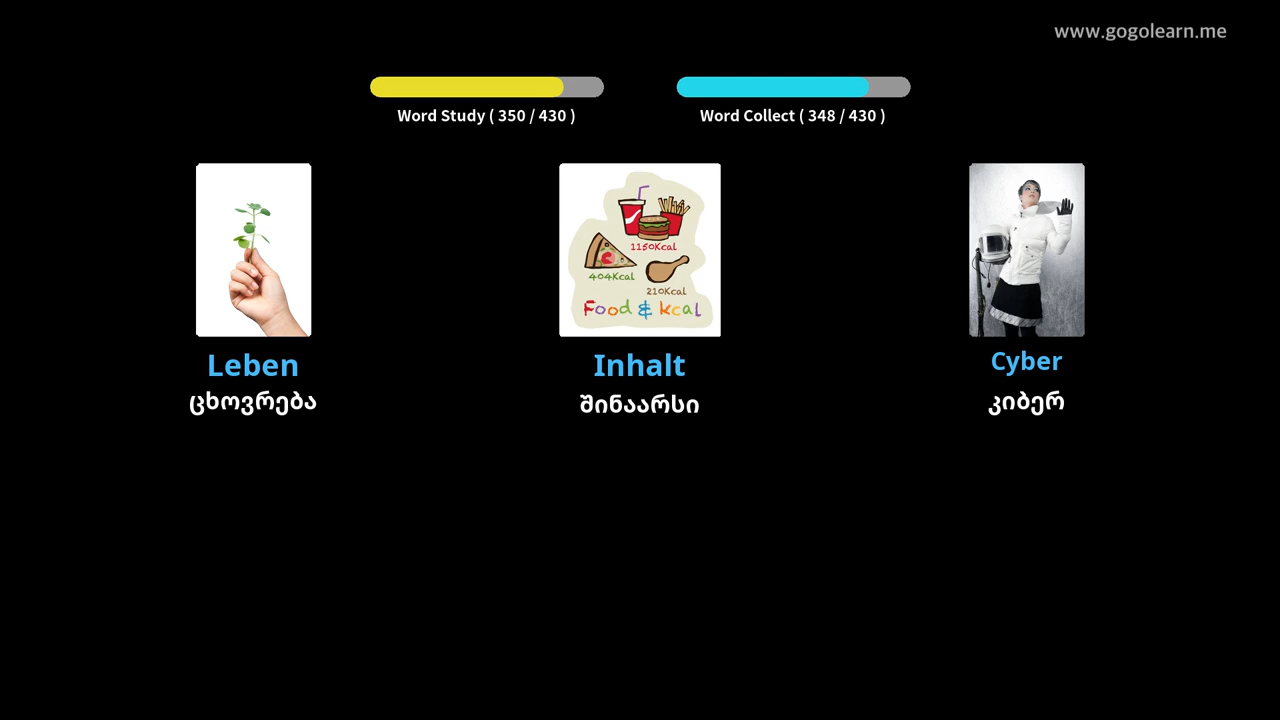 www.gogolearn.me
Word Study ( 350 / 430 )
Word Collect ( 348 / 430 )
1150Kcal
404Kcal
210Kcal
Food & kcal
Leben
Inhalt
Cyber
ცხოვრება
შინაარსი
კიბერ